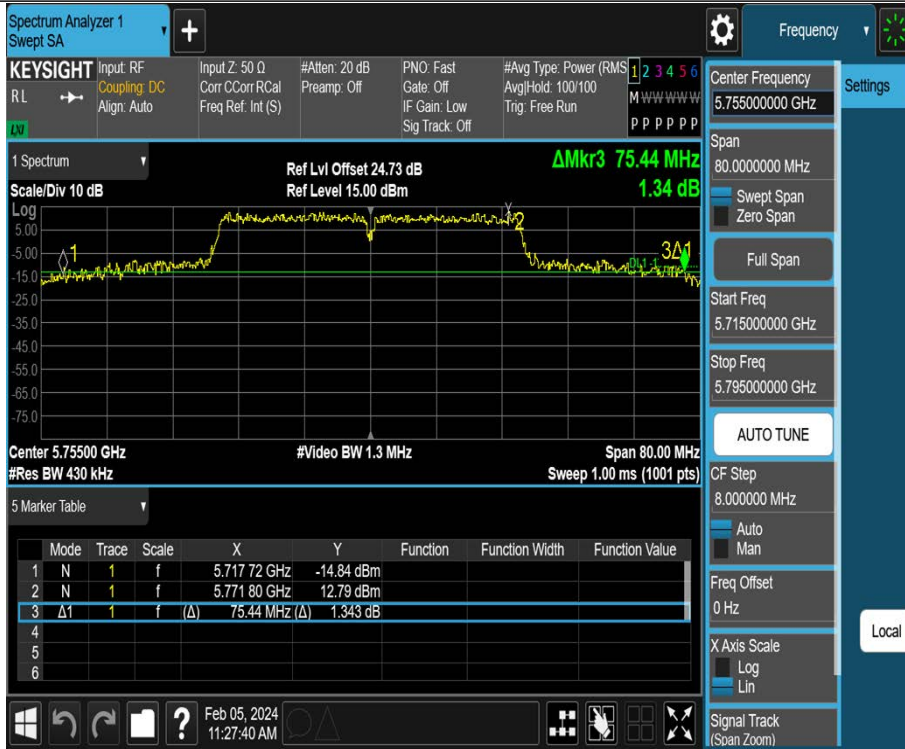 Spectrum Analyzer 1
Swept SA
+
Frequency
KEYSIGHT
RL
LXI
Input: RF
Coupling: DC
Align: Auto
Input Z: 50 Ω
Corr CCorr RCal
Freq Ref: Int (S)
#Atten: 20 dB
Preamp: Off
PNO: Fast
Gate: Off
IF Gain: Low
Sig Track: Off
#Avg Type: Power (RMS
Avg|Hold: 100/100
Trig: Free Run
1 2 3 4 5 6
M W W W W W
P P P P P P
1 Spectrum
Scale/Div 10 dB
Ref Lvl Offset 24.73 dB
Ref Level 15.00 dBm
ΔMkr3 75.44 MHz
1.34 dB
Log
5.00
-5.00
-15.0
-25.0
-35.0
-45.0
-55.0
-65.0
-75.0
1
2
3Δ1
Center 5.75500 GHz
#Video BW 1.3 MHz
Span 80.00 MHz
#Res BW 430 kHz
Sweep 1.00 ms (1001 pts)
5 Marker Table
Mode Trace Scale X Y Function Function Width Function Value
1 N 1 f 5.717 72 GHz -14.84 dBm
2 N 1 f 5.771 80 GHz 12.79 dBm
3 Δ1 1 f (Δ) 75.44 MHz (Δ) 1.343 dB
4
5
6
?
Feb 05, 2024
11:27:40 AM
Center Frequency
5.755000000 GHz
Settings
Span
80.0000000 MHz
Swept Span
Zero Span
Full Span
Start Freq
5.715000000 GHz
Stop Freq
5.795000000 GHz
AUTO TUNE
CF Step
8.000000 MHz
Auto
Man
Freq Offset
0 Hz
Local
X Axis Scale
Log
Lin
Signal Track
(Span Zoom)